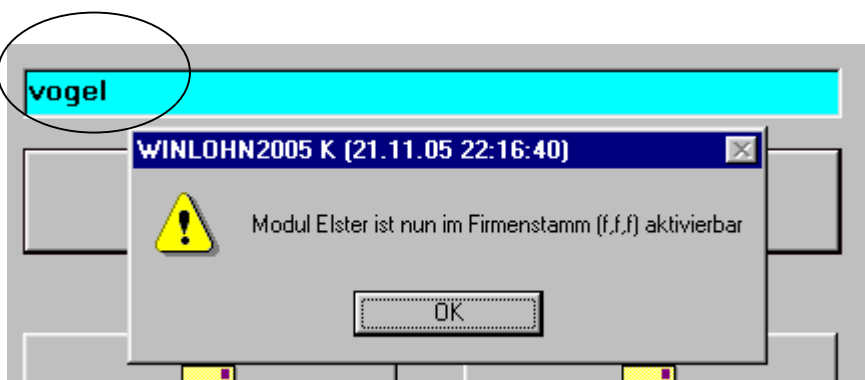 vogel
WINLOHN2005 K (21.11.05 22:16:40)
Modul Elster ist nun im Firmenstamm (f,f,f) aktivierbar
OK